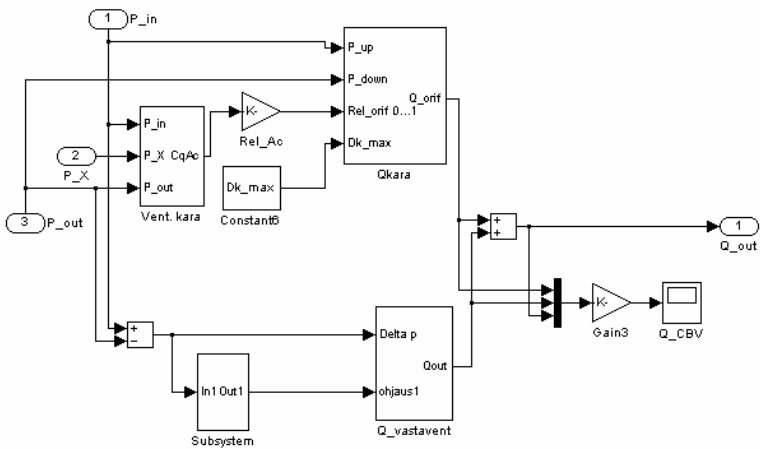 1
P_in
P_up
P_down
Q_orif
Rel_orif 0...1
Dk_max
Qkara
K-
Rel_Ac
P_in
P_X CqAc
P_out
Vent. kara
2
P_X
3
P_out
Dk_max
Constant6
+
+
1
Q_out
K-
Gain3
Q_CBV
+
−
Delta p
Qout
ohjaus1
Q_vastavent
In1 Out1
Subsystem